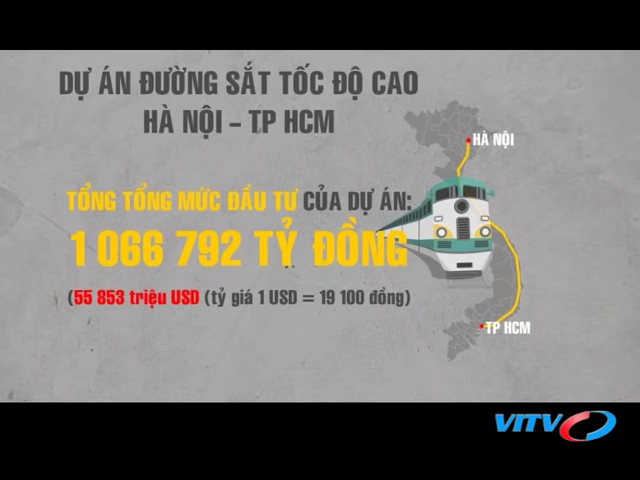 DỰ ÁN ĐƯỜNG SẮT TỐC ĐỘ CAO
HÀ NỘI – TP HCM
HÀ NỘI
TỔNG TỔNG MỨC ĐẦU TƯ CỦA DỰ ÁN:
1 066 792 TỶ ĐỒNG
(55 853 triệu USD (tỷ giá 1 USD = 19 100 đồng)
TP HCM
VITV